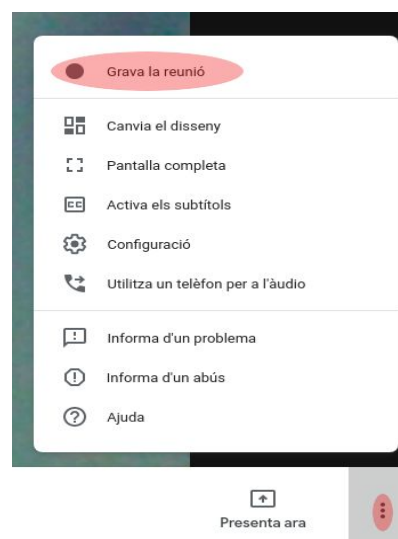 Grava la reunió
Canvia el disseny
Pantalla completa
Activa els subtítols
Configuració
Utilitza un telèfon per a l'àudio
Informa d'un problema
Informa d'un abús
Ajuda
Presenta ara